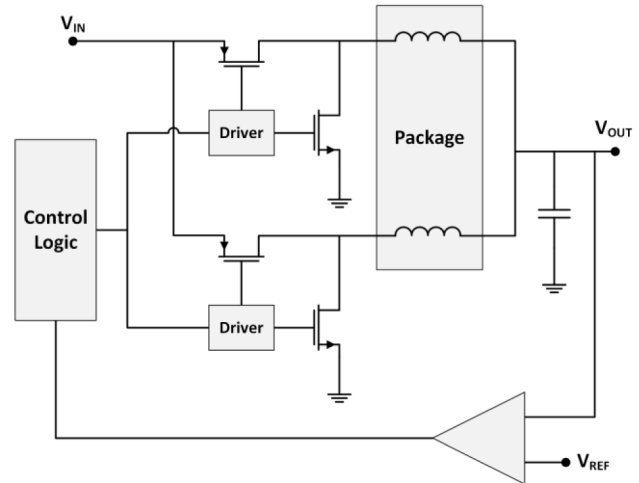 V_IN
Driver
Package
V_OUT
Control
Logic
Driver
V_REF